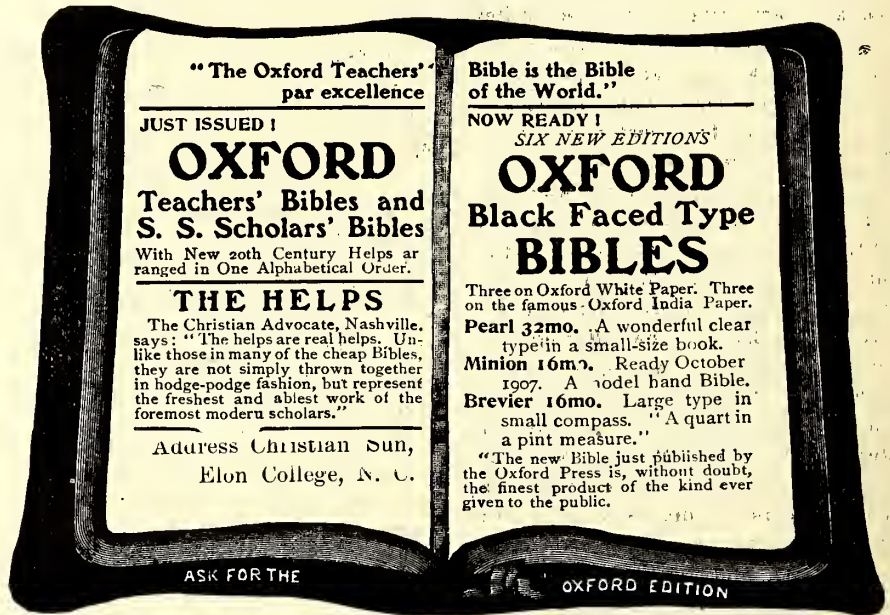 "The Oxford Teachers'
par excellence
JUST ISSUED!
OXFORD
Teachers' Bibles and
S. S. Scholars' Bibles
With New 20th Century Helps ar
ranged in One Alphabetical Order.
THE HELPS
The Christian Advocate, Nashville,
says: "The helps are real helps. Un-
like those in many of the cheap Bibles,
they are not simply thrown together
in hodge-podge fashion, but represent
the freshest and ablest work of the
foremost modern scholars."
Address Christian Sun,
Elon College, N. C.
Bible is the Bible
of the World."
NOW READY!
SIX NEW EDITIONS
OXFORD
Black Faced Type
BIBLES
Three on Oxford White Paper. Three
on the famous Oxford India Paper.
Pearl 32mo. A wonderful clear
type in a small-size book.
Minion 16mo. Ready October
1907. A model hand Bible.
Brevier 16mo. Large type in
small compass. "A quart in
a pint measure."
"The new Bible just published by
the Oxford Press is, without doubt,
the finest product of the kind ever
given to the public.
ASK FOR THE
OXFORD EDITION